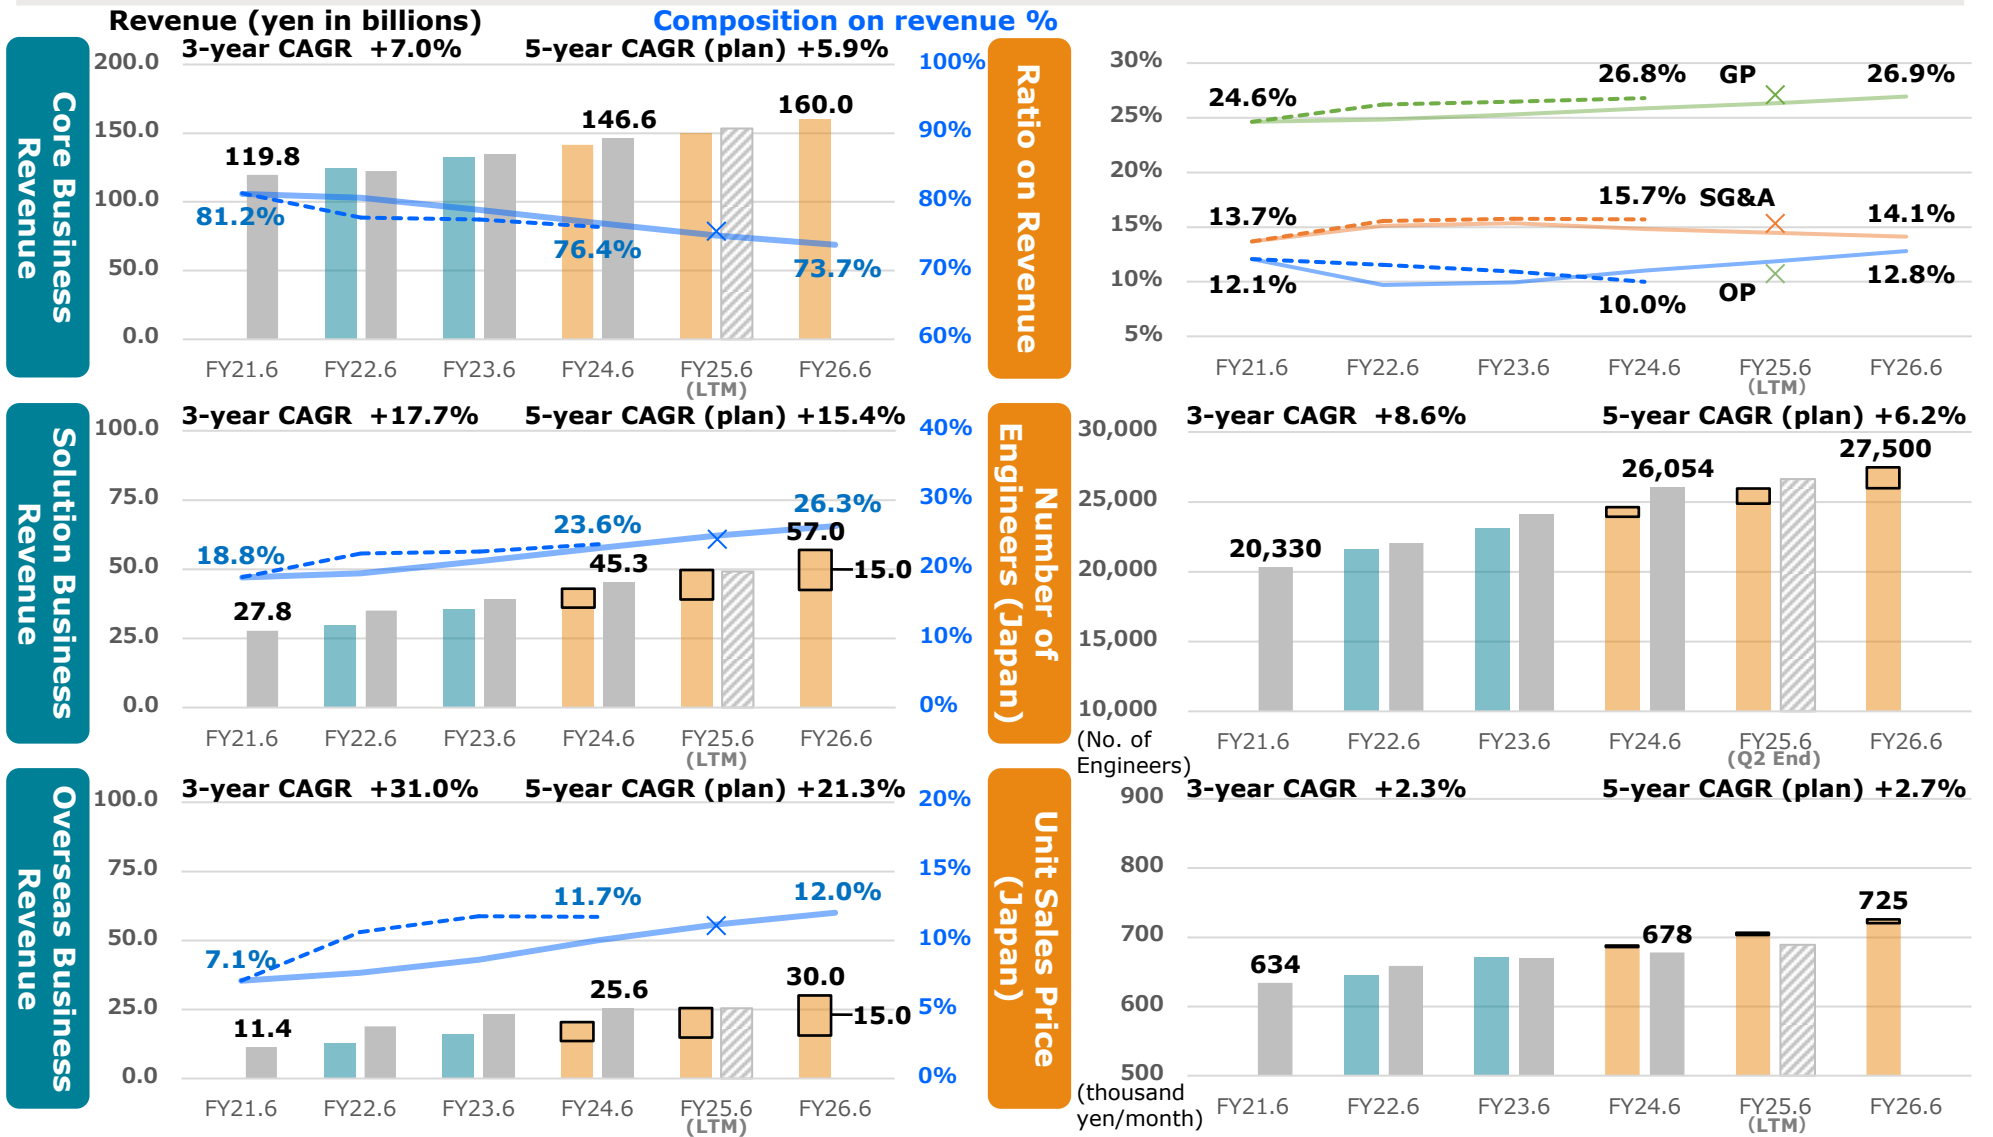 Revenue (yen in billions)
Composition on revenue %
Core Business
Revenue
3-year CAGR +7.0%
5-year CAGR (plan) +5.9%
200.0
150.0
100.0
50.0
0.0
100%
90%
80%
70%
60%
119.8
146.6
160.0
81.2%
76.4%
73.7%
FY21.6
FY22.6
FY23.6
FY24.6
FY25.6
(LTM)
FY26.6
Ratio on Revenue
30%
25%
20%
15%
10%
5%
24.6%
26.8%
GP
26.9%
13.7%
15.7%
SG&A
14.1%
12.1%
10.0%
OP
12.8%
FY21.6
FY22.6
FY23.6
FY24.6
FY25.6
(LTM)
FY26.6
Solution Business
Revenue
3-year CAGR +17.7%
5-year CAGR (plan) +15.4%
100.0
75.0
50.0
25.0
0.0
40%
30%
20%
10%
0%
18.8%
23.6%
26.3%
27.8
45.3
57.0
15.0
FY21.6
FY22.6
FY23.6
FY24.6
FY25.6
(LTM)
FY26.6
Number of
Engineers (Japan)
3-year CAGR +8.6%
5-year CAGR (plan) +6.2%
30,000
25,000
20,000
15,000
10,000
(No. of
Engineers)
20,330
26,054
27,500
FY21.6
FY22.6
FY23.6
FY24.6
FY25.6
(Q2 End)
FY26.6
Overseas Business
Revenue
3-year CAGR +31.0%
5-year CAGR (plan) +21.3%
100.0
75.0
50.0
25.0
0.0
20%
15%
10%
5%
0%
7.1%
11.7%
12.0%
11.4
25.6
30.0
15.0
FY21.6
FY22.6
FY23.6
FY24.6
FY25.6
(LTM)
FY26.6
Unit Sales Price
(Japan)
3-year CAGR +2.3%
5-year CAGR (plan) +2.7%
900
800
700
600
500
(thousand
yen/month)
634
678
725
FY21.6
FY22.6
FY23.6
FY24.6
FY25.6
(LTM)
FY26.6